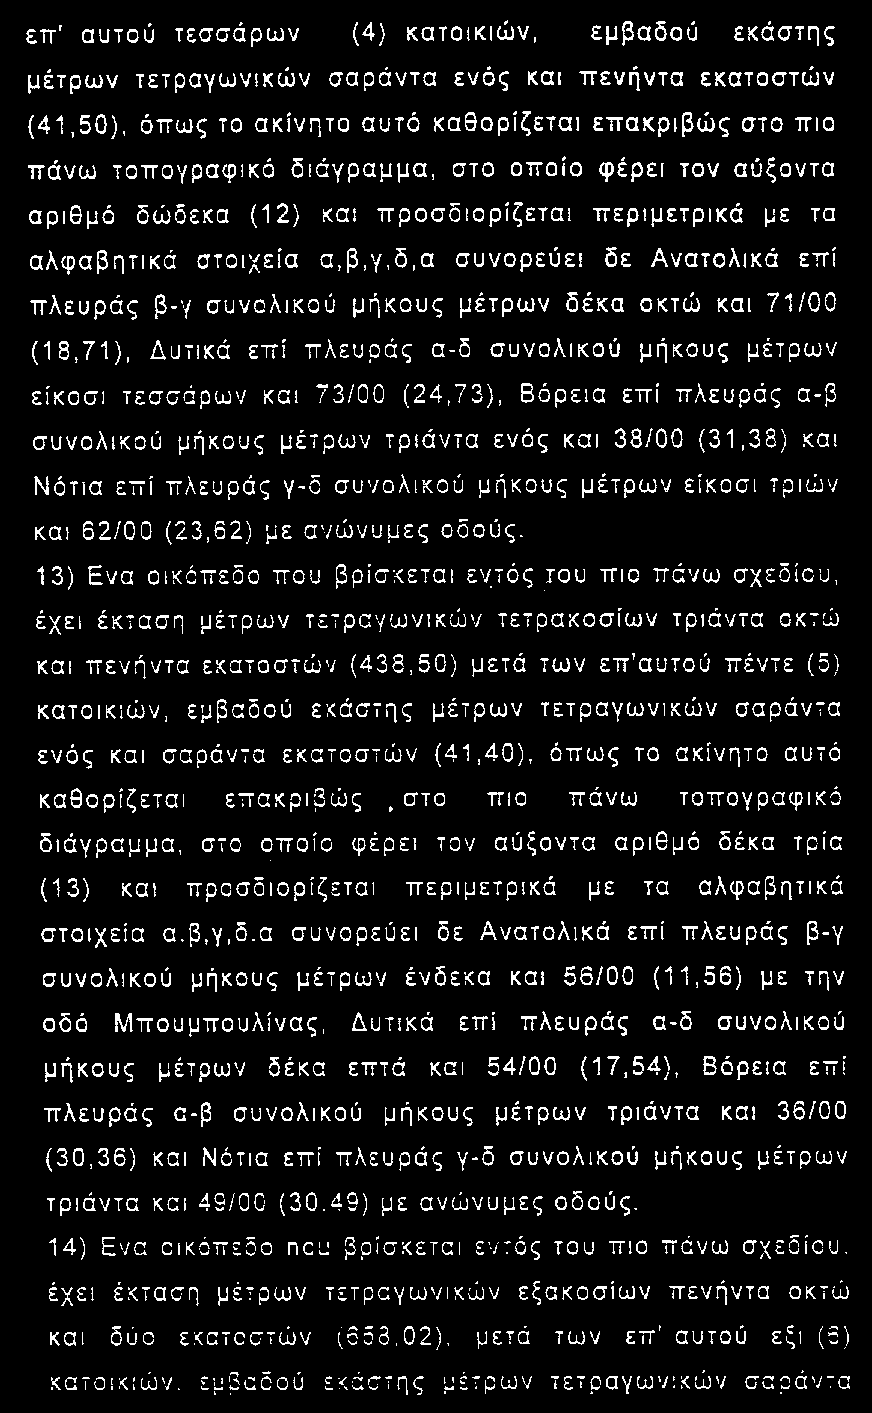 επ' αυτού τεσσάρων (4) κατοικιών, εμβαδού εκάστης
μέτρων τετραγωνικών σαράντα ενός και πενήντα εκατοστών
(41,50), όπως το ακίνητο αυτό καθορίζεται επακριβώς στο πιο
πάνω τοπογραφικό διάγραμμα, στο οποίο φέρει τον αύξοντα
αριθμό δώδεκα (12) και προσδιορίζεται περιμετρικά με τα
αλφαβητικά στοιχεία α,β,γ,δ,α συνορεύει δε Ανατολικά επί
πλευράς β-γ συνολικού μήκους μέτρων δέκα οκτώ και 71/00
(18,71), Δυτικά επί πλευράς α-δ συνολικού μήκους μέτρων
είκοσι τεσσάρων και 73/00 (24,73), Βόρεια επί πλευράς α-β
συνολικού μήκους μέτρων τριάντα ενός και 38/00 (31,38) και
Νότια επί πλευράς γ-δ συνολικού μήκους μέτρων είκοσι τριών
και 62/00 (23,62) με ανώνυμες οδούς.
13) Ενα οικόπεδο που βρίσκεται εντός του πιο πάνω σχεδίου,
έχει έκταση μέτρων τετραγωνικών τετρακοσίων τριάντα οκτώ
και πενήντα εκατοστών (438,50) μετά των επ'αυτού πέντε (5)
κατοικιών, εμβαδού εκάστης μέτρων τετραγωνικών σαράντα
ενός και σαράντα εκατοστών (41,40), όπως το ακίνητο αυτό
καθορίζεται επακριβώς , στο πιο πάνω τοπογραφικό
διάγραμμα, στο οποίο φέρει τον αύξοντα αριθμό δέκα τρία
(13) και προσδιορίζεται περιμετρικά με τα αλφαβητικά
στοιχεία α.β,γ,δ.α συνορεύει δε Ανατολικά επί πλευράς β-γ
συνολικού μήκους μέτρων ένδεκα και 56/00 (11,56) με την
οδό Μπουμπουλίνας, Δυτικά επί πλευράς α-δ συνολικού
μήκους μέτρων δέκα επτά και 54/00 (17,54), Βόρεια επί
πλευράς α-β συνολικού μήκους μέτρων τριάντα και 36/00
(30,36) και Νότια επί πλευράς γ-δ συνολικού μήκους μέτρων
τριάντα και 49/00 (30.49) με ανώνυμες οδούς.
14) Ενα οικόπεδο που βρίσκεται εντός του πιο πάνω σχεδίου.
έχει έκταση μέτρων τετραγωνικών εξακοσίων πενήντα οκτώ
και δύο εκατοστών (658,02), μετά των επ' αυτού εξι (6)
κατοικιών. εμβαδού εκάστης μέτρων τετραγωνικών σαράντα